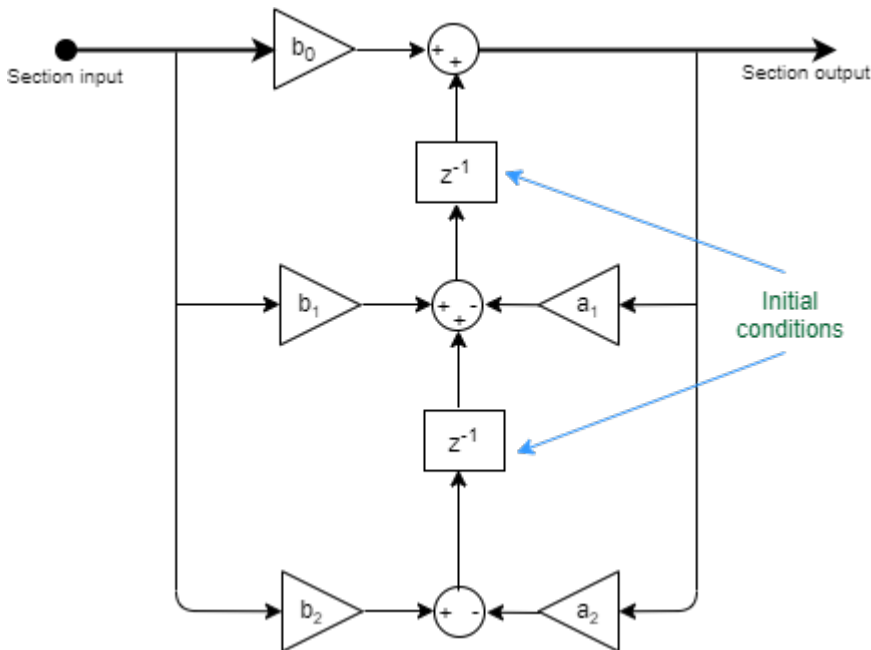 b₀
+
+
Section input
Section output
z⁻¹
b₁
+
+
-
a₁
Initial
conditions
z⁻¹
b₂
+
-
a₂